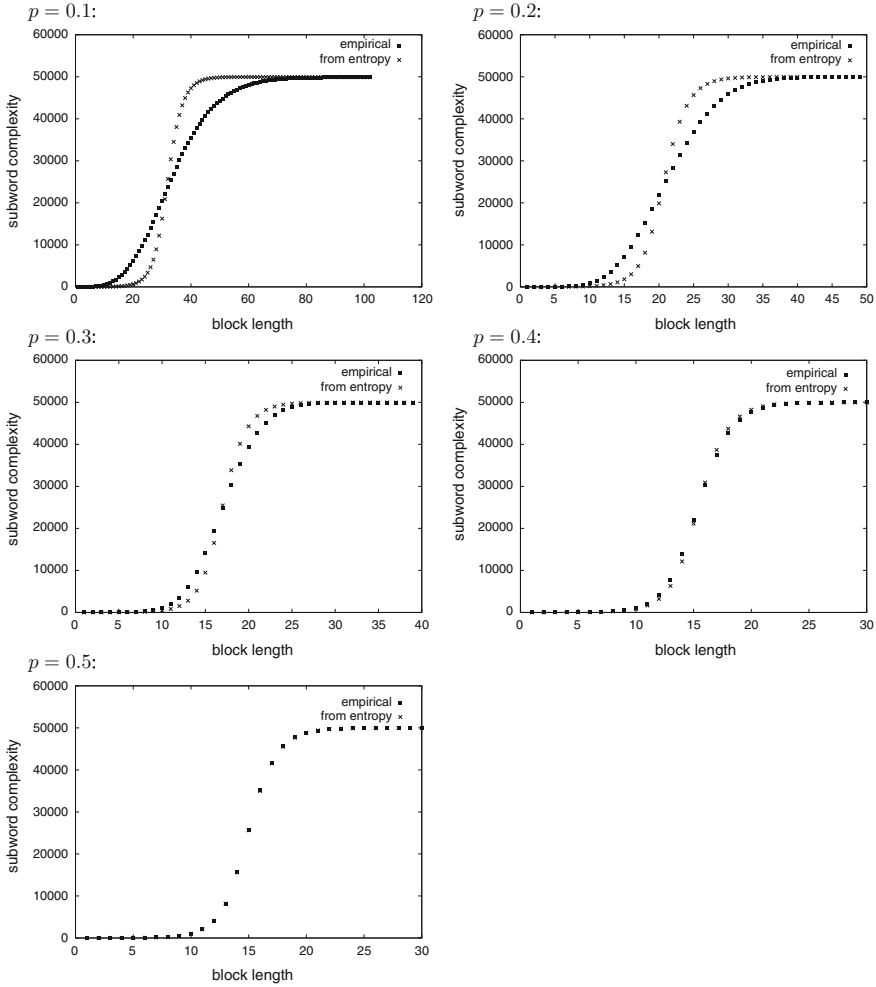 p = 0.1:
60000
50000
40000
30000
20000
10000
0
subword complexity
empirical
from entropy
0 20 40 60 80 100 120
block length
p = 0.2:
60000
50000
40000
30000
20000
10000
0
subword complexity
empirical
from entropy
0 5 10 15 20 25 30 35 40 45 50
block length
p = 0.3:
60000
50000
40000
30000
20000
10000
0
subword complexity
empirical
from entropy
0 5 10 15 20 25 30 35 40
block length
p = 0.4:
60000
50000
40000
30000
20000
10000
0
subword complexity
empirical
from entropy
0 5 10 15 20 25 30
block length
p = 0.5:
60000
50000
40000
30000
20000
10000
0
subword complexity
empirical
from entropy
0 5 10 15 20 25 30
block length